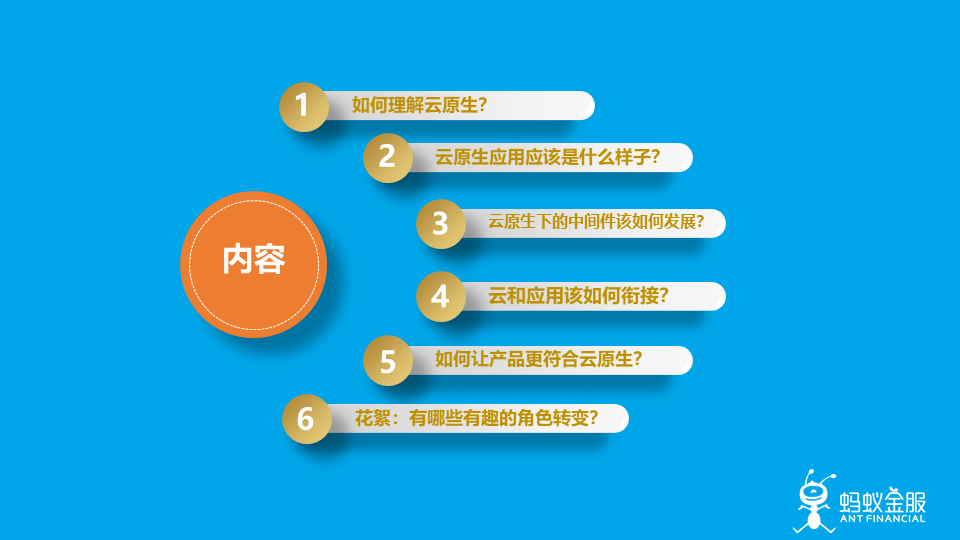 内容
1 如何理解云原生?
2 云原生应用应该是什么样子?
3 云原生下的中间件该如何发展?
4 云和应用该如何衔接?
5 如何让产品更符合云原生?
6 花絮：有哪些有趣的角色转变?
蚂蚁金服
ANT FINANCIAL